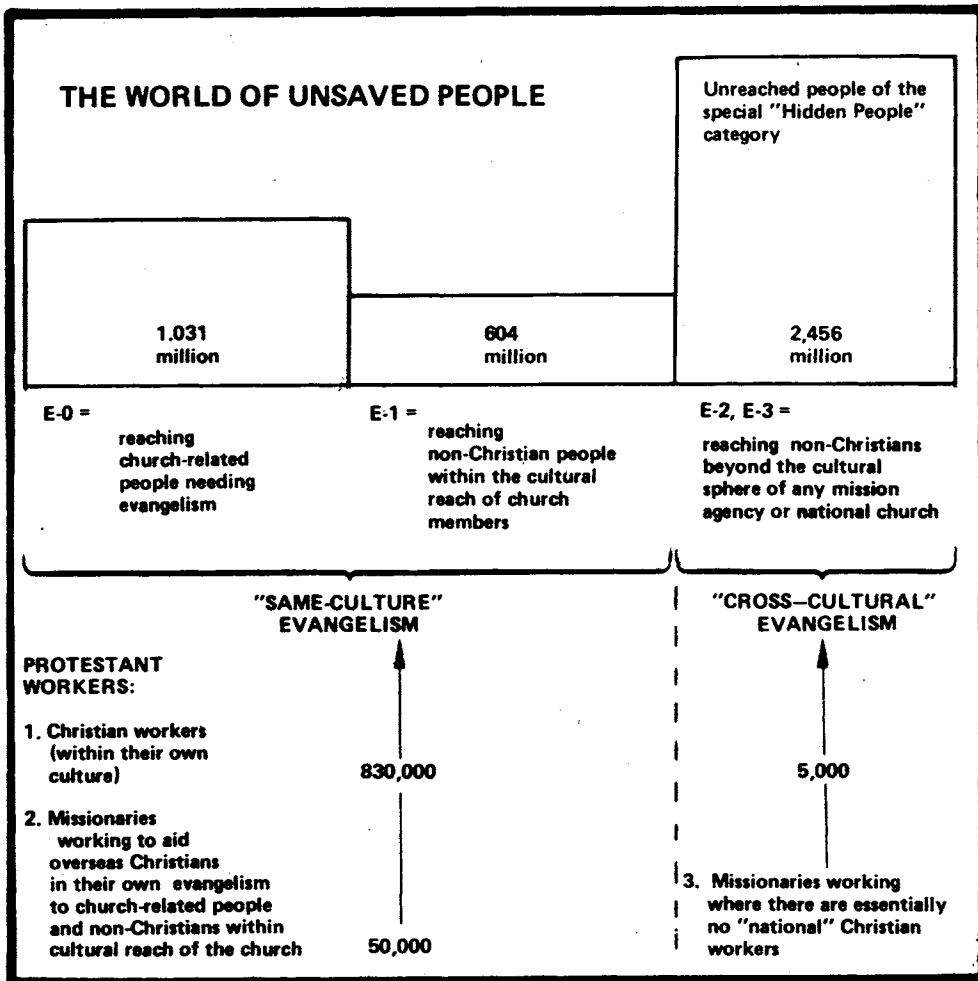 THE WORLD OF UNSAVED PEOPLE
Unreached people of the
special "Hidden People"
category
1.031
million
604
million
2,456
million
E-0 =
reaching
church-related
people needing
evangelism
E-1 =
reaching
non-Christian people
within the cultural
reach of church
members
E-2, E-3 =
reaching non-Christians
beyond the cultural
sphere of any mission
agency or national church
"SAME-CULTURE"
EVANGELISM
"CROSS–CULTURAL"
EVANGELISM
PROTESTANT
WORKERS:
1. Christian workers
(within their own
culture)
830,000
5,000
2. Missionaries
working to aid
overseas Christians
in their own evangelism
to church-related people
and non-Christians within
cultural reach of the church
50,000
3. Missionaries working
where there are essentially
no "national" Christian
workers